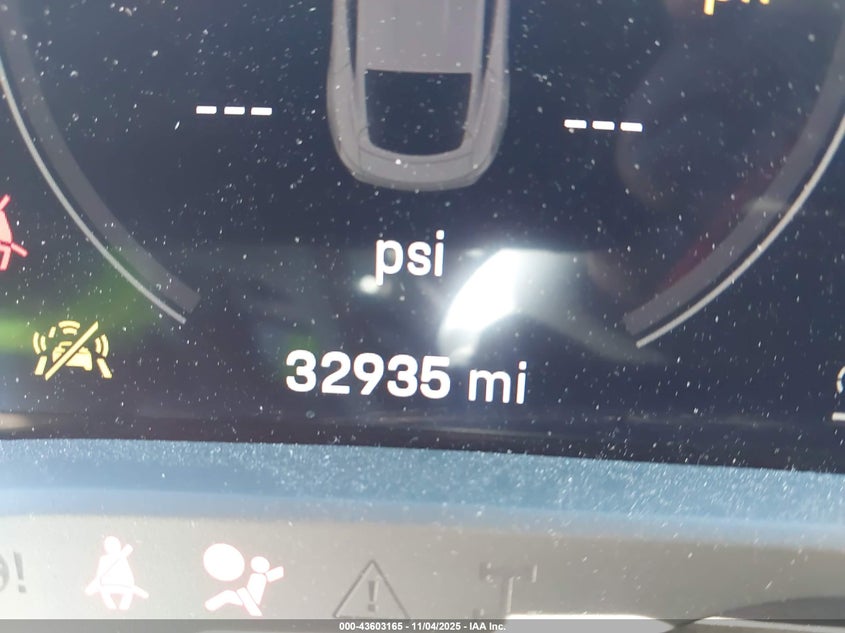 --- ---
psi
32935 mi
000-43603165 - 11/04/2025 - IAA Inc.